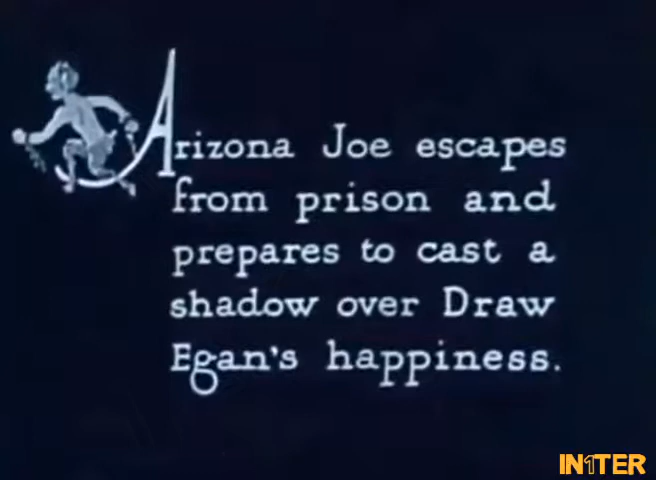 Arizona Joe escapes
from prison and
prepares to cast a
shadow over Draw
Egan's happiness.
IN1TER